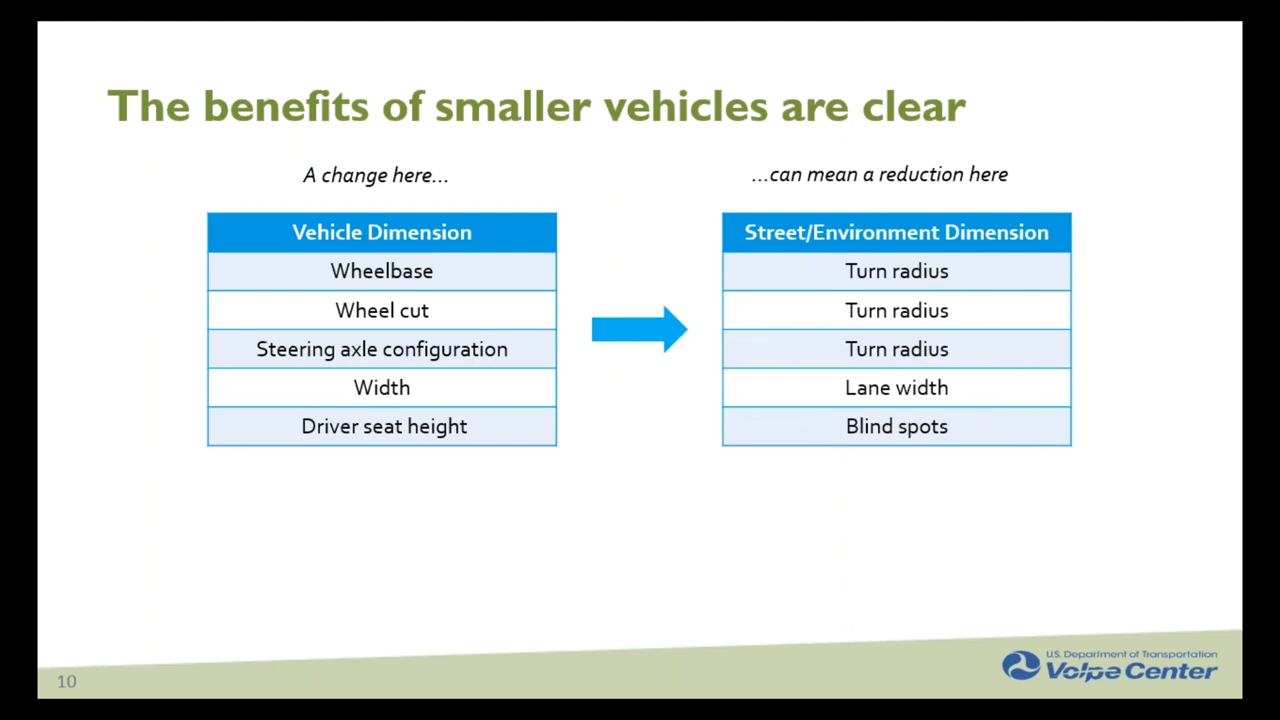 The benefits of smaller vehicles are clear
A change here...
...can mean a reduction here
Vehicle Dimension
Wheelbase
Wheel cut
Steering axle configuration
Width
Driver seat height
Street/Environment Dimension
Turn radius
Turn radius
Turn radius
Lane width
Blind spots
10
U.S. Department of Transportation
Volpe Center